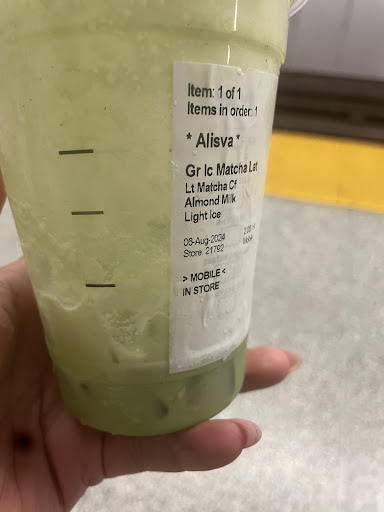 Item: 1 of 1
Items in order: 1
* Alisva *
Gr Ic Matcha Lat
Lt Matcha Cf
Almond Milk
Light Ice
06-Aug-2024
Store: 21792 Mobile
> MOBILE <
IN STORE